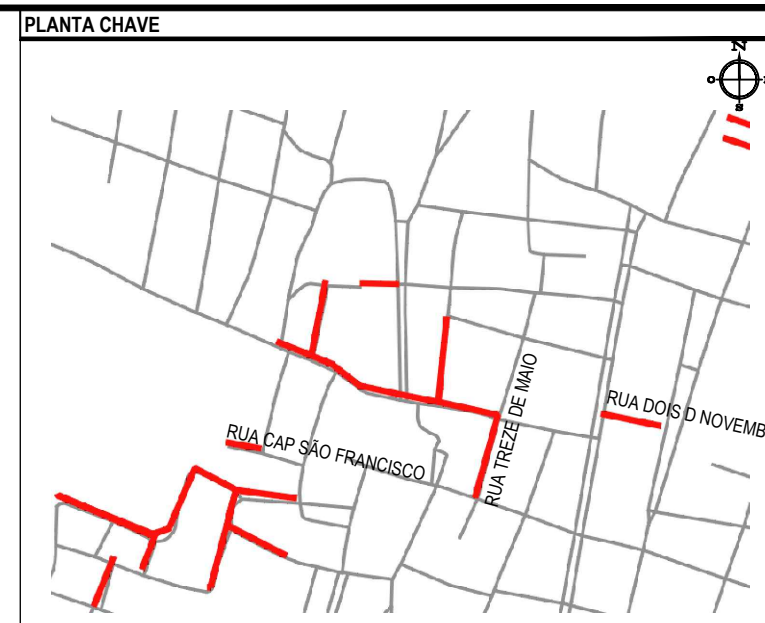 PLANTA CHAVE
N
O
S
RUA TREZE DE MAIO
RUA DOIS D NOVEMB
RUA CAP SÃO FRANCISCO